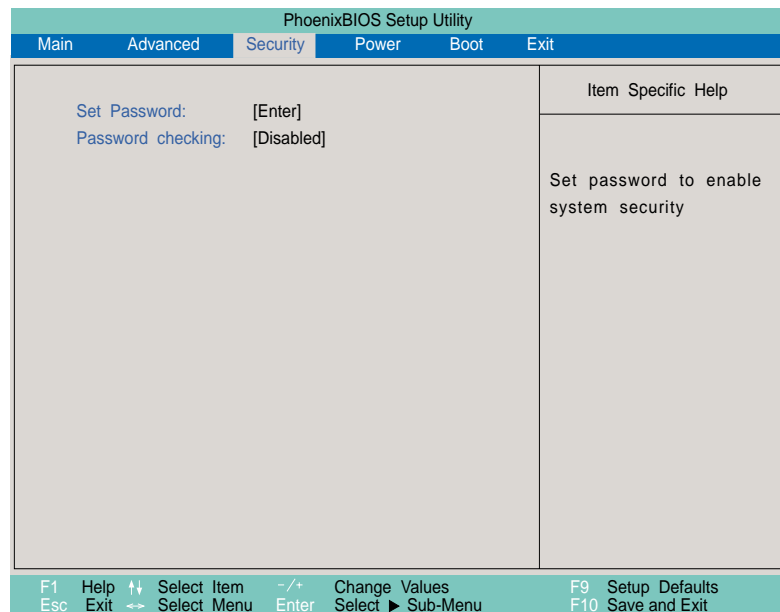 PhoenixBIOS Setup Utility
Main Advanced Security Power Boot Exit
Set Password: [Enter]
Password checking: [Disabled]
Item Specific Help
Set password to enable
system security
F1 Help ↑↓ Select Item -/+ Change Values F9 Setup Defaults
Esc Exit ↔ Select Menu Enter Select ▶ Sub-Menu F10 Save and Exit